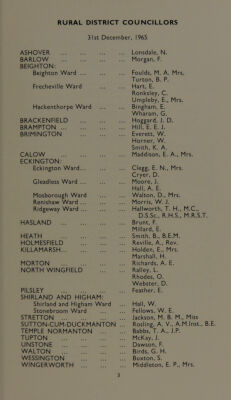 RURAL DISTRICT COUNCILLORS
31st December, 1965
ASHOVER ... ... ... ... Lonsdale, N.
BARLOW ... ... ... ... Morgan, F.
BEIGHTON:
Beighton Ward ... ... ... Foulds, M. A. Mrs.
Turton, B. P.
Frecheville Ward ... ... Hart, E.
Ronksley, C.
Umpleby, E., Mrs.
Hackenthorpe Ward ... ... Bingham, E.
Wharam, G.
BRACKENFIELD ... ... ... Hoggard, J. D.
BRAMPTON ... ... ... ... Hill, E. E. J.
BRIMINGTON ... ... ... Everett, W.
Horner, W.
Smith, K. A.
CALOW ... ... ... ... Maddison, E. A., Mrs.
ECKINGTON:
Eckington Ward... ... ... Clegg, E. N., Mrs.
Cryer, D.
Gleadless Ward ... ... ... Moore, J.
Hall, A. E.
Mosborough Ward ... ... Walton, D., Mrs.
Renishaw Ward ... ... ... Morris, W. J.
Ridgeway Ward ... ... ... Hallworth, T. H., M.C.,
D.S.Sc., R.H.S., M.R.S.T.
HASLAND ... ... ... ... Brunt, F.
Millard, E.
HEATH ... ... ... ... Smith, B., B.E.M.
HOLMESFIELD ... ... ... Reville, A., Rev.
KILLAMARSH... ... ... ... Holden, E., Mrs.
Marshall, H.
MORTON ... ... ... ... Richards, A. E.
NORTH WINGFIELD ... ... Ralley, L.
Rhodes, O.
Webster, D.
PILSLEY ... ... ... ... Feather, E.
SHIRLAND AND HIGHAM:
Shirland and Higham Ward ... Hall, W.
Stonebroom Ward ... ... Fellows, W. E.
STRETTON ... ... ... ... Jackson, M. B. M., Miss
SUTTON-CUM-DUCKMANTON ... Rosling, A. V., A.M.Inst., B.E.
TEMPLE NORMANTON ... ... Babbs, T. A., J.P.
TUPTON ... ... ... ... McKay, J.
UNSTONE ... ... ... ... Dawson, F.
WALTON ... ... ... ... Birds, G. H.
WESSINGTON ... ... ... Buxton, S.
WINGERWORTH ... ... ... Middleton, E. P., Mrs.
3